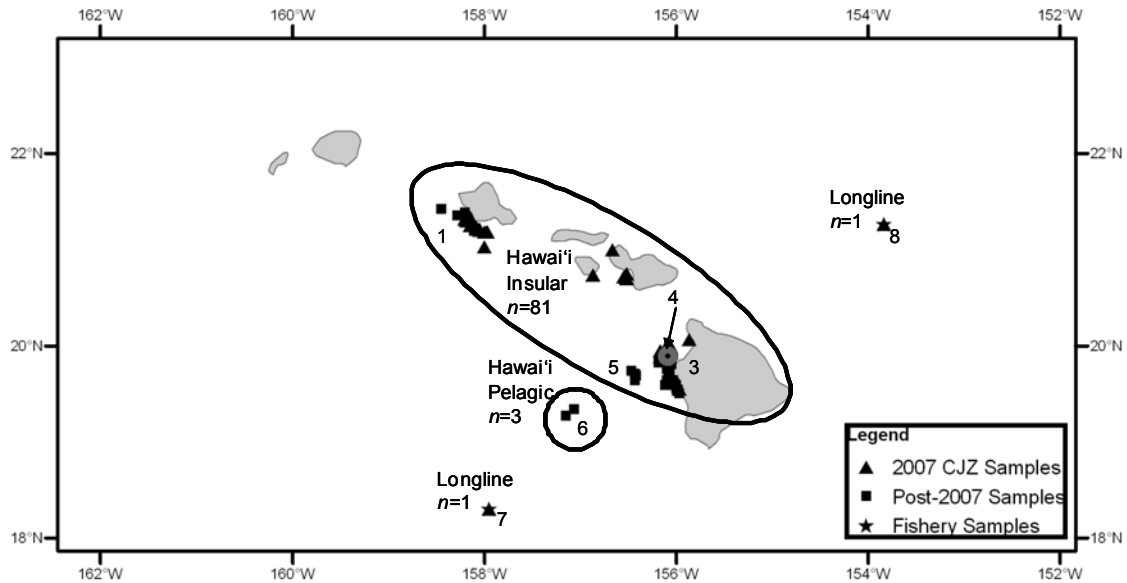 162°W 160°W 158°W 156°W 154°W 152°W
22°N 22°N
Longline
n=1
8
1
Hawai‘i
Insular
n=81
4
20°N 20°N
Hawai‘i
Pelagic
n=3
5
3
6
Legend
2007 CJZ Samples
Post-2007 Samples
Fishery Samples
Longline
n=1
7
18°N 18°N
162°W 160°W 158°W 156°W 154°W 152°W